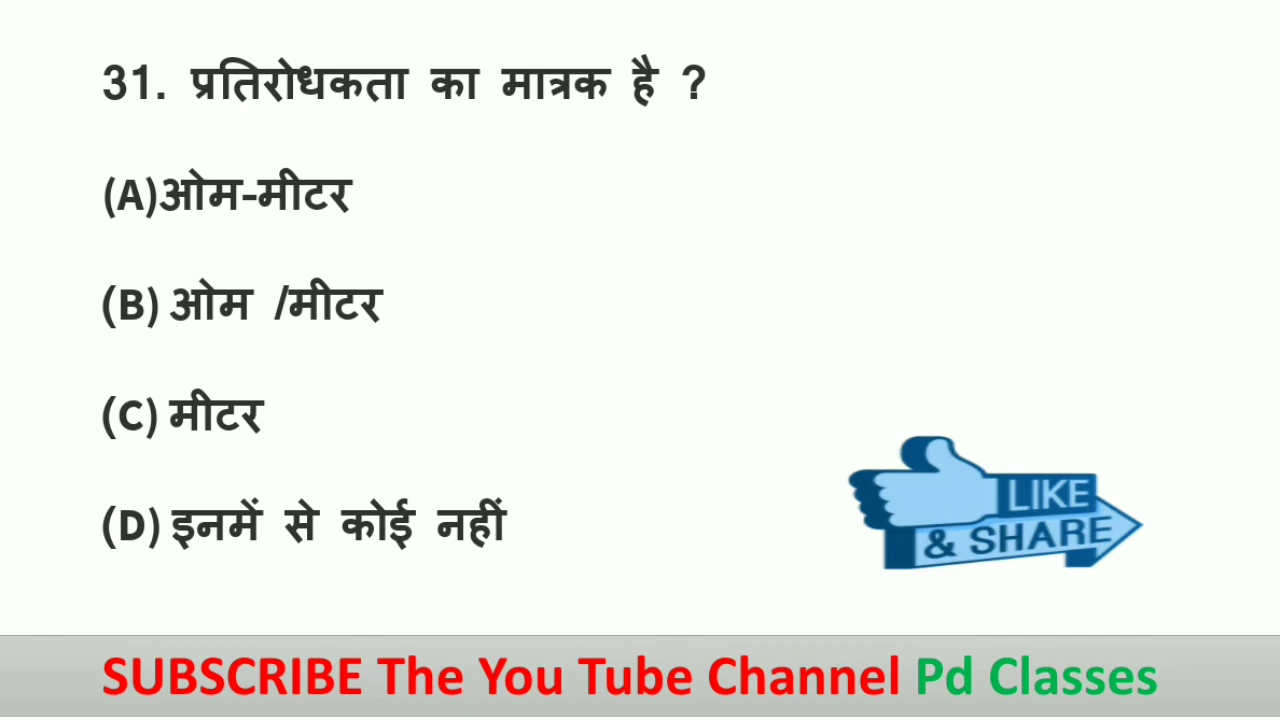 31. प्रतिरोधकता का मात्रक है ?
(A)ओम-मीटर
(B) ओम /मीटर
(C) मीटर
(D) इनमें से कोई नहीं
LIKE
& SHARE
SUBSCRIBE The You Tube Channel Pd Classes